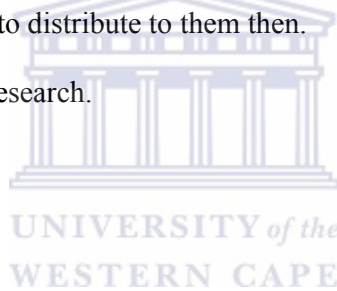 to distribute to them then.
esearch.
UNIVERSITY of the
WESTERN CAPE